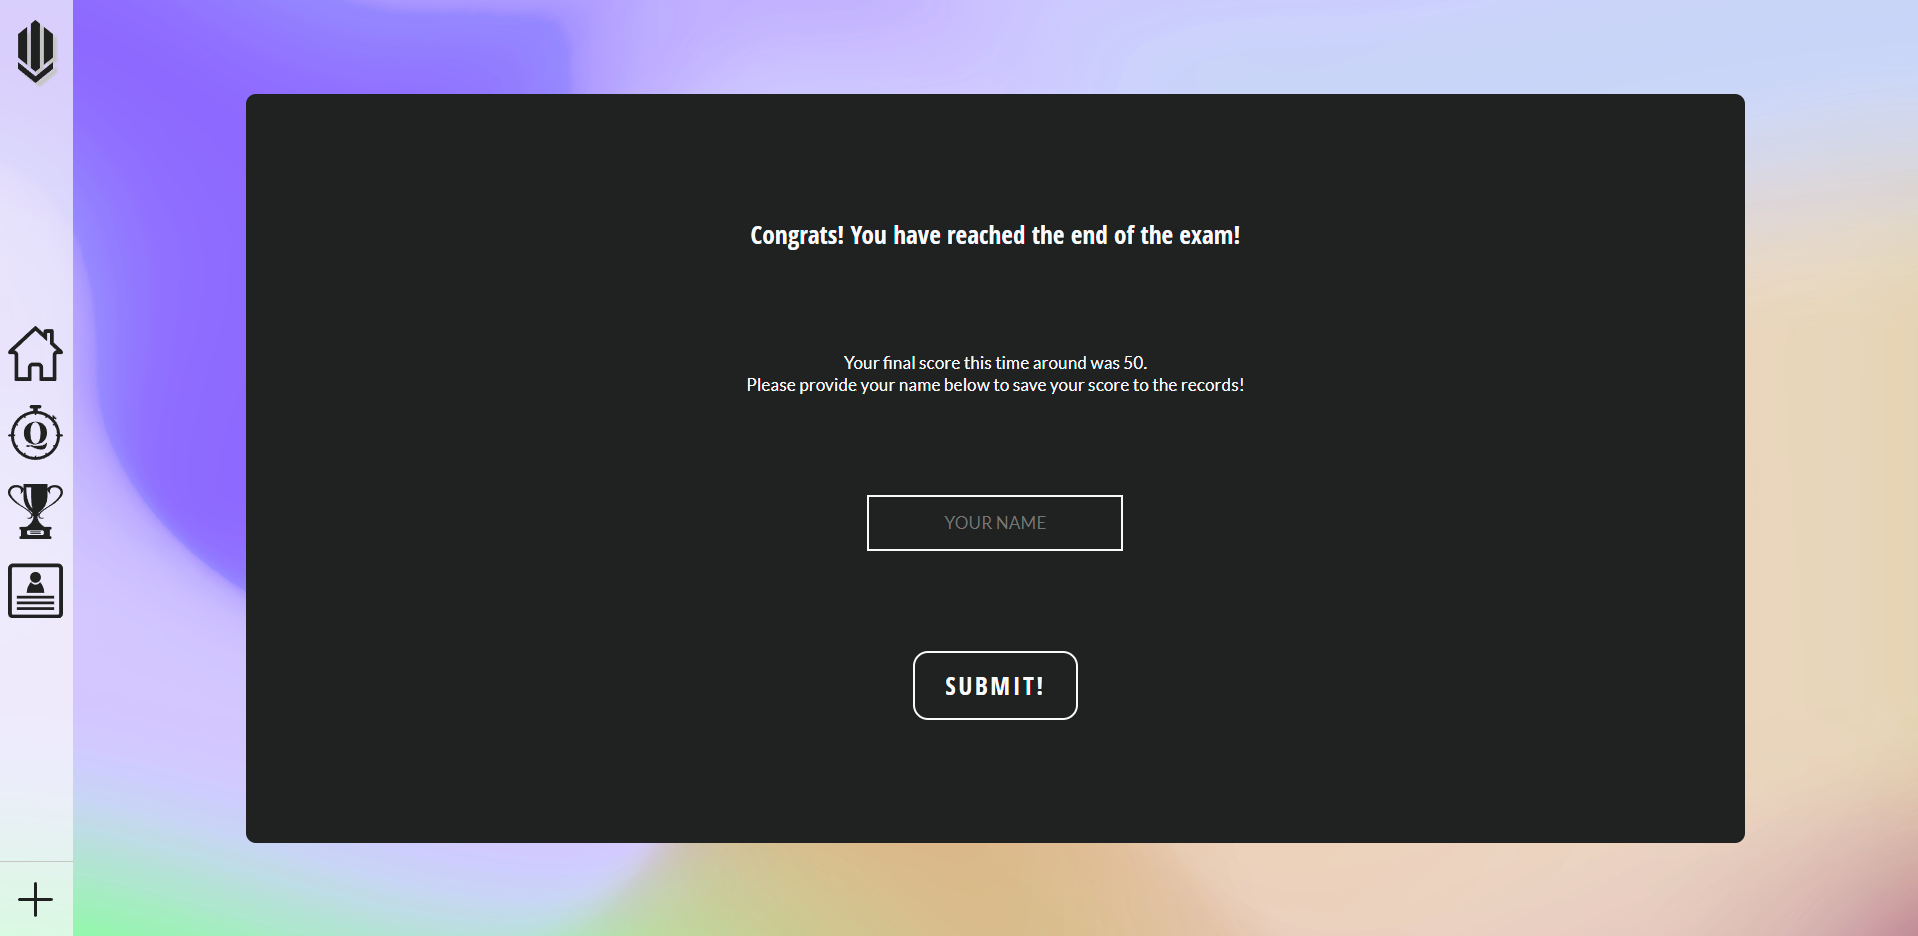 Congrats! You have reached the end of the exam!
Your final score this time around was 50.
Please provide your name below to save your score to the records!
Q
YOUR NAME
SUBMIT!